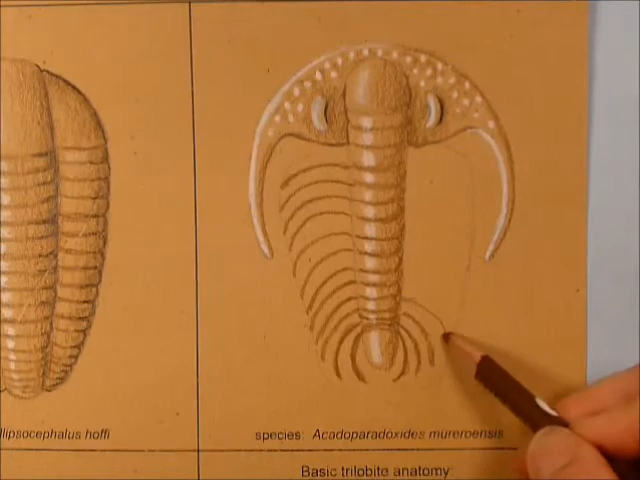 llipsocephalus hoffi
species: Acadoparadoxides mureroensis
Basic trilobite anatomy: